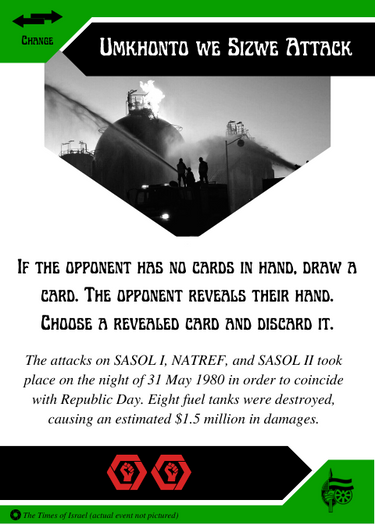 Change
Umkhonto we Sizwe Attack
If the opponent has no cards in hand, draw a
card. The opponent reveals their hand.
Choose a revealed card and discard it.
The attacks on SASOL I, NATREF, and SASOL II took
place on the night of 31 May 1980 in order to coincide
with Republic Day. Eight fuel tanks were destroyed,
causing an estimated $1.5 million in damages.
The Times of Israel (actual event not pictured)